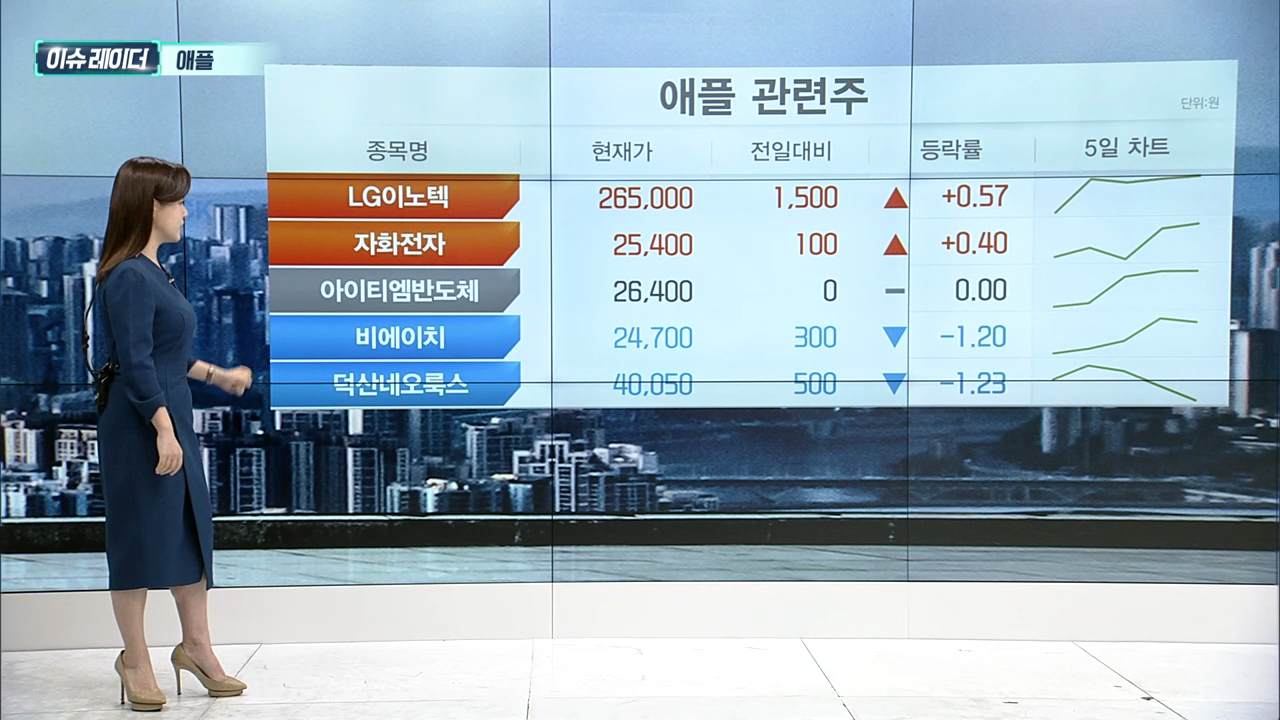 이슈 레이더 애플
애플 관련주
단위:원
종목명 현재가 전일대비 등락률 5일 차트
LG이노텍 265,000 1,500 ▲ +0.57
자화전자 25,400 100 ▲ +0.40
아이티엠반도체 26,400 0 - 0.00
비에이치 24,700 300 ▼ -1.20
덕산네오룩스 40,050 500 ▼ -1.23